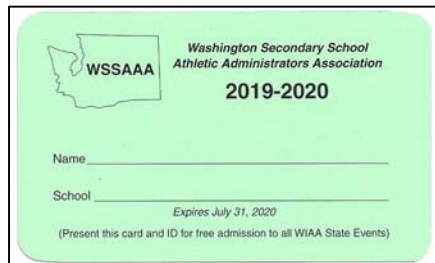 WSSAAA
Washington Secondary School
Athletic Administrators Association
2019-2020
Name
School
Expires July 31, 2020
(Present this card and ID for free admission to all WIAA State Events)